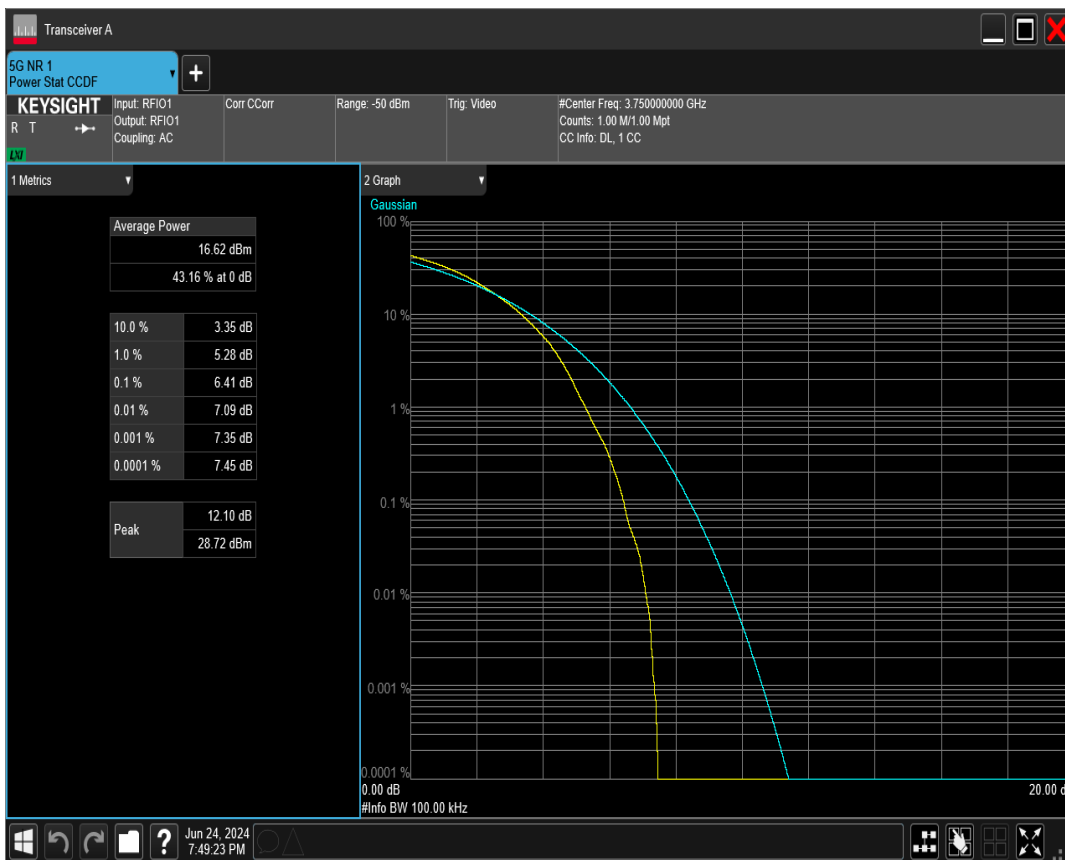 Transceiver A
5G NR 1
Power Stat CCDF
+
KEYSIGHT
R T
LXI
Input: RFIO1
Output: RFIO1
Coupling: AC
Corr CCorr
Range: -50 dBm
Trig: Video
#Center Freq: 3.750000000 GHz
Counts: 1.00 M/1.00 Mpt
CC Info: DL, 1 CC
1 Metrics
Average Power
16.62 dBm
43.16 % at 0 dB
10.0 % 3.35 dB
1.0 % 5.28 dB
0.1 % 6.41 dB
0.01 % 7.09 dB
0.001 % 7.35 dB
0.0001 % 7.45 dB
Peak
12.10 dB
28.72 dBm
2 Graph
Gaussian
100 %
10 %
1 %
0.1 %
0.01 %
0.001 %
0.0001 %
0.00 dB
20.00 d
#Info BW 100.00 kHz
?
Jun 24, 2024
7:49:23 PM